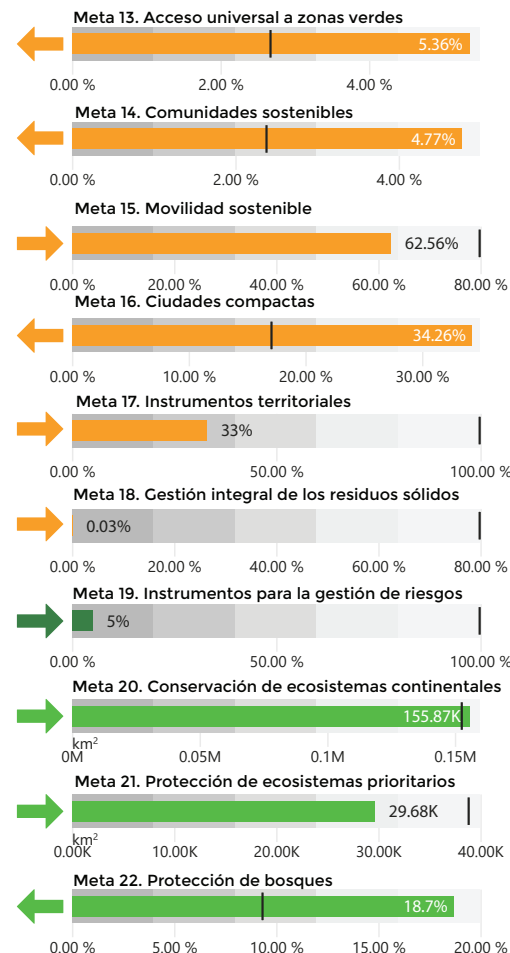 Meta 13. Acceso universal a zonas verdes
5.36%
0.00 % 2.00 % 4.00 %
Meta 14. Comunidades sostenibles
4.77%
0.00 % 2.00 % 4.00 %
Meta 15. Movilidad sostenible
62.56%
0.00 % 20.00 % 40.00 % 60.00 % 80.00 %
Meta 16. Ciudades compactas
34.26%
0.00 % 10.00 % 20.00 % 30.00 %
Meta 17. Instrumentos territoriales
33%
0.00 % 50.00 % 100.00 %
Meta 18. Gestión integral de los residuos sólidos
0.03%
0.00 % 20.00 % 40.00 % 60.00 % 80.00 %
Meta 19. Instrumentos para la gestión de riesgos
5%
0.00 % 50.00 % 100.00 %
Meta 20. Conservación de ecosistemas continentales
155.87K
km²
0M 0.05M 0.1M 0.15M
Meta 21. Protección de ecosistemas prioritarios
29.68K
km²
0.00K 10.00K 20.00K 30.00K 40.00K
Meta 22. Protección de bosques
18.7%
0.00 % 5.00 % 10.00 % 15.00 % 20.00 %